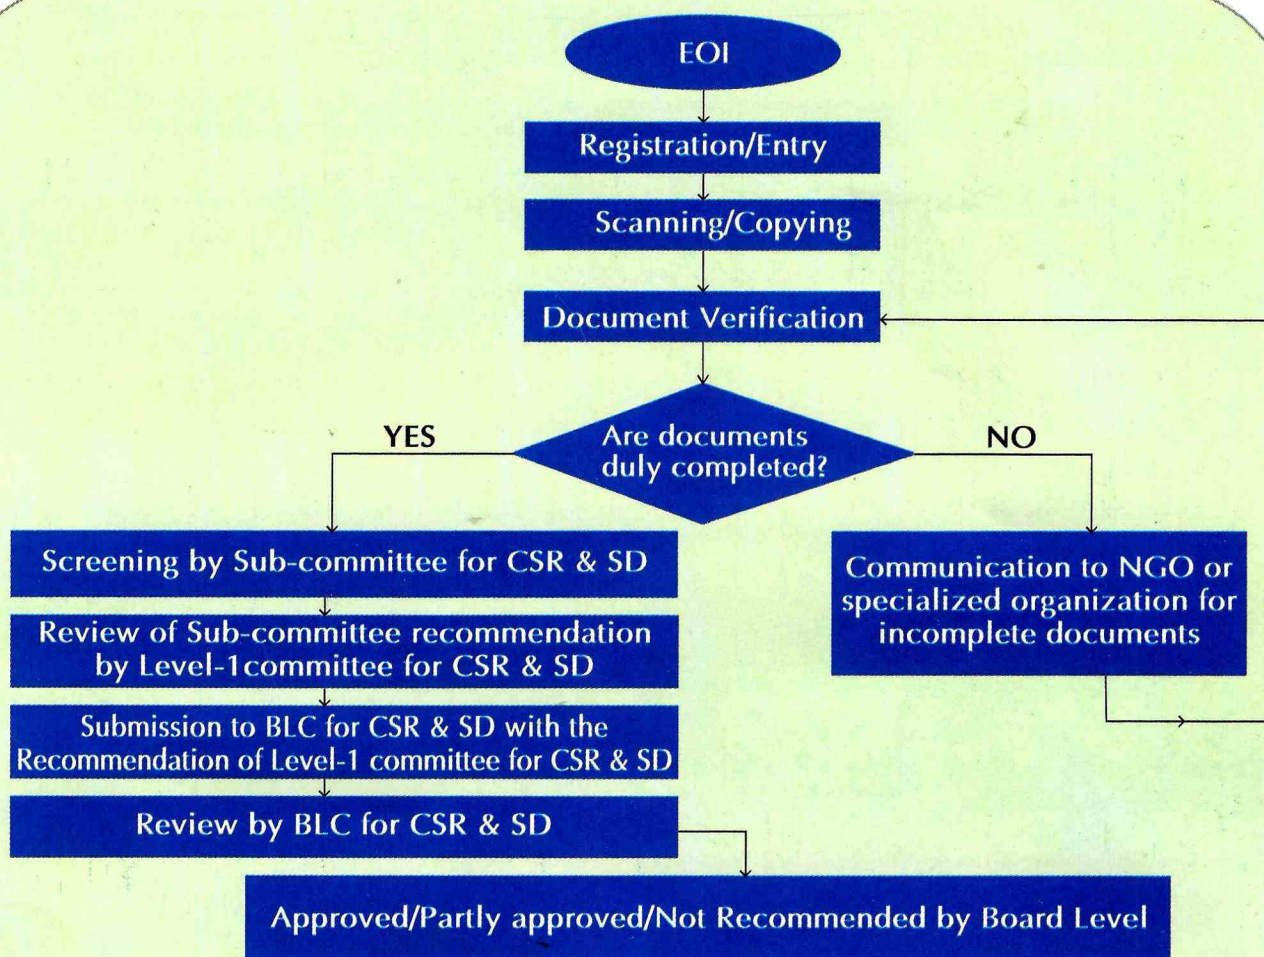 EOI
Registration/Entry
Scanning/Copying
Document Verification
Are documents
duly completed?
YES
NO
Screening by Sub-committee for CSR & SD
Review of Sub-committee recommendation
by Level-1committee for CSR & SD
Submission to BLC for CSR & SD with the
Recommendation of Level-1 committee for CSR & SD
Review by BLC for CSR & SD
Communication to NGO or
specialized organization for
incomplete documents
Approved/Partly approved/Not Recommended by Board Level